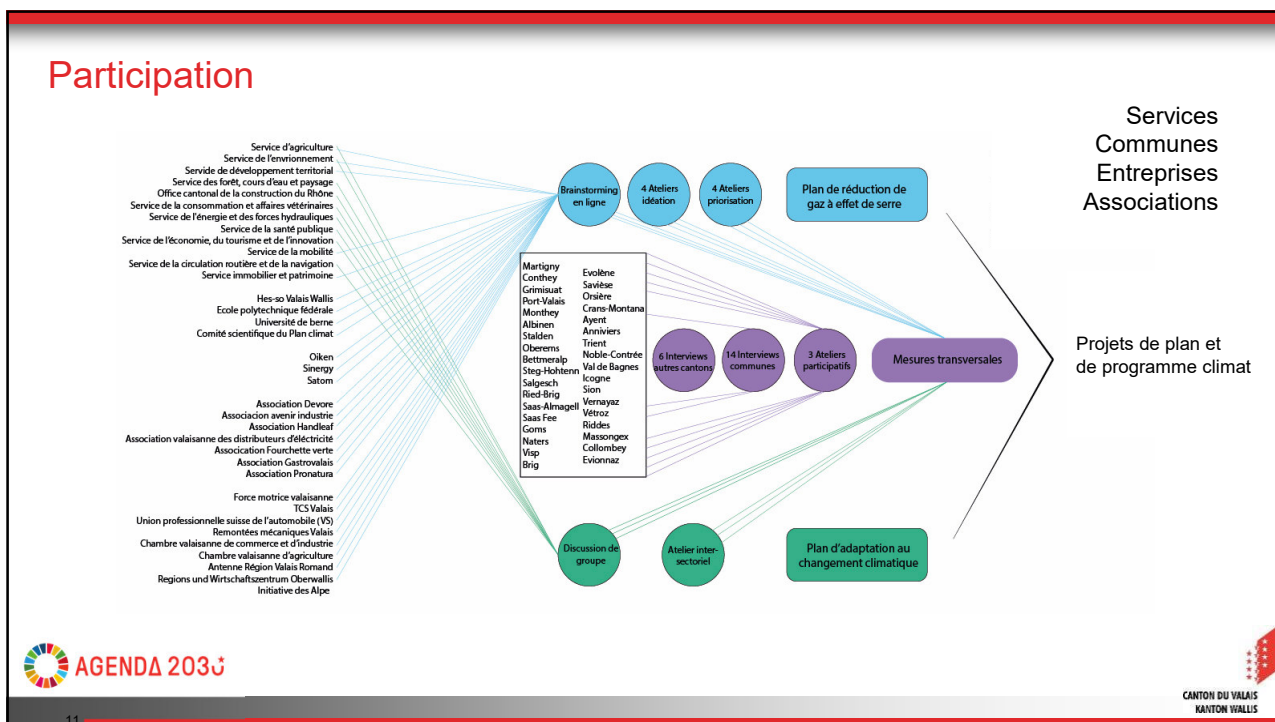 Participation
Services
Communes
Entreprises
Associations
Service d'agriculture
Service de l'envrionnement
Servide de développement territorial
Service des forêt, cours d'eau et paysage
Office cantonal de la construction du Rhône
Service de la consommation et affaires vétérinaires
Service de l'énergie et des forces hydrauliques
Service de la santé publique
Service de l'économie, du tourisme et de l'innovation
Service de la mobilité
Service de la circulation routière et de la navigation
Service immobilier et patrimoine
Hes-so Valais Wallis
Ecole polytechnique fédérale
Université de berne
Comité scientifique du Plan climat
Oiken
Sinergy
Satom
Association Devore
Associacion avenir industrie
Association Handleaf
Association valaisanne des distributeurs d'éléctricité
Assocication Fourchette verte
Association Gastrovalais
Association Pronatura
Force motrice valaisanne
TCS Valais
Union professionnelle suisse de l'automobile (VS)
Remontées mécaniques Valais
Chambre valaisanne de commerce et d'industrie
Chambre valaisanne d'agriculture
Antenne Région Valais Romand
Regions und Wirtschaftszentrum Oberwallis
Initiative des Alpe
Brainstorming
en ligne
4 Ateliers
idéation
4 Ateliers
priorisation
Plan de réduction de
gaz à effet de serre
Martigny
Conthey
Grimisuat
Port-Valais
Monthey
Albinen
Stalden
Oberems
Bettmeralp
Steg-Hohtenn
Salgesch
Ried-Brig
Saas-Almagell
Saas Fee
Goms
Naters
Visp
Brig
Evolène
Savièse
Orsière
Crans-Montana
Ayent
Anniviers
Trient
Noble-Contrée
Val de Bagnes
Icogne
Sion
Vernayaz
Vétroz
Riddes
Massongex
Collombey
Evionnaz
6 Interviews
autres cantons
14 Interviews
communes
3 Ateliers
participatifs
Mesures transversales
Projets de plan et
de programme climat
Discussion de
groupe
Atelier inter-
sectoriel
Plan d'adaptation au
changement climatique
AGENDA 2030
CANTON DU VALAIS
KANTON WALLIS
11